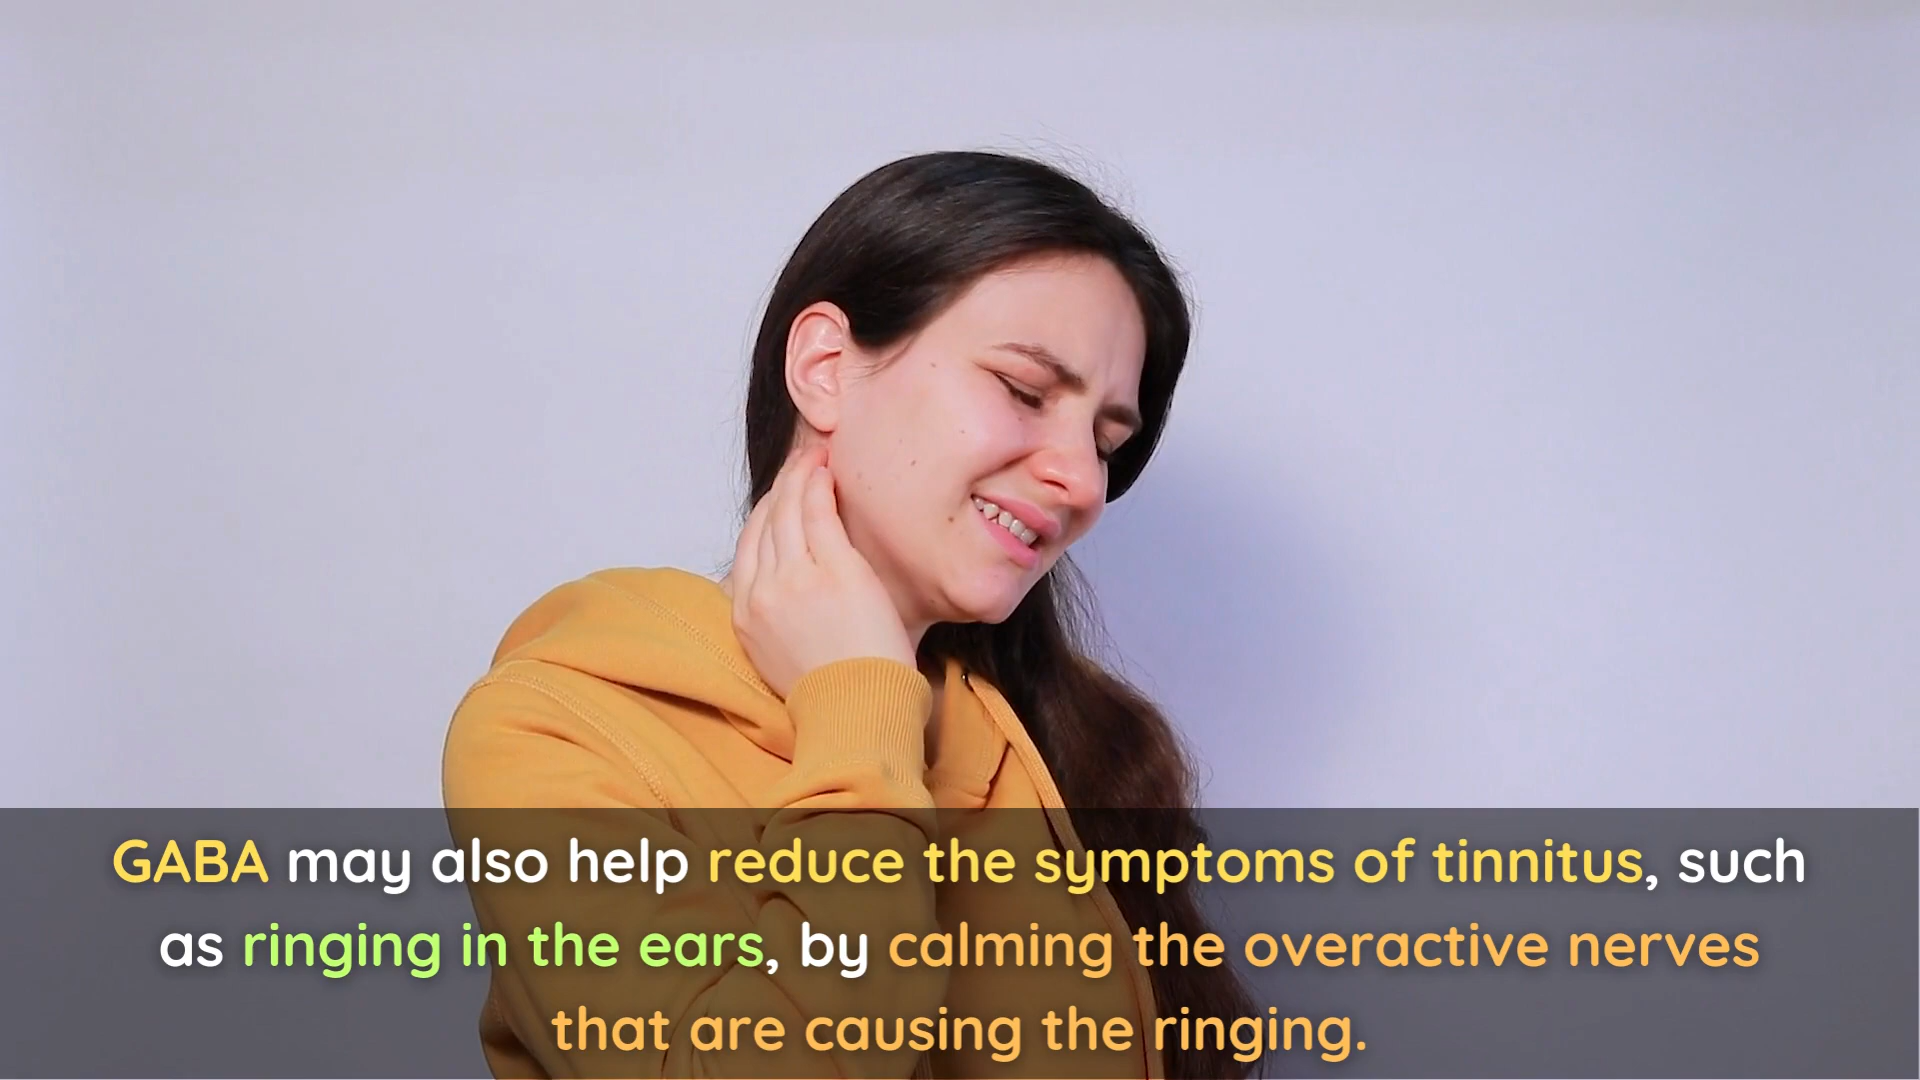 GABA may also help reduce the symptoms of tinnitus, such
as ringing in the ears, by calming the overactive nerves
that are causing the ringing.